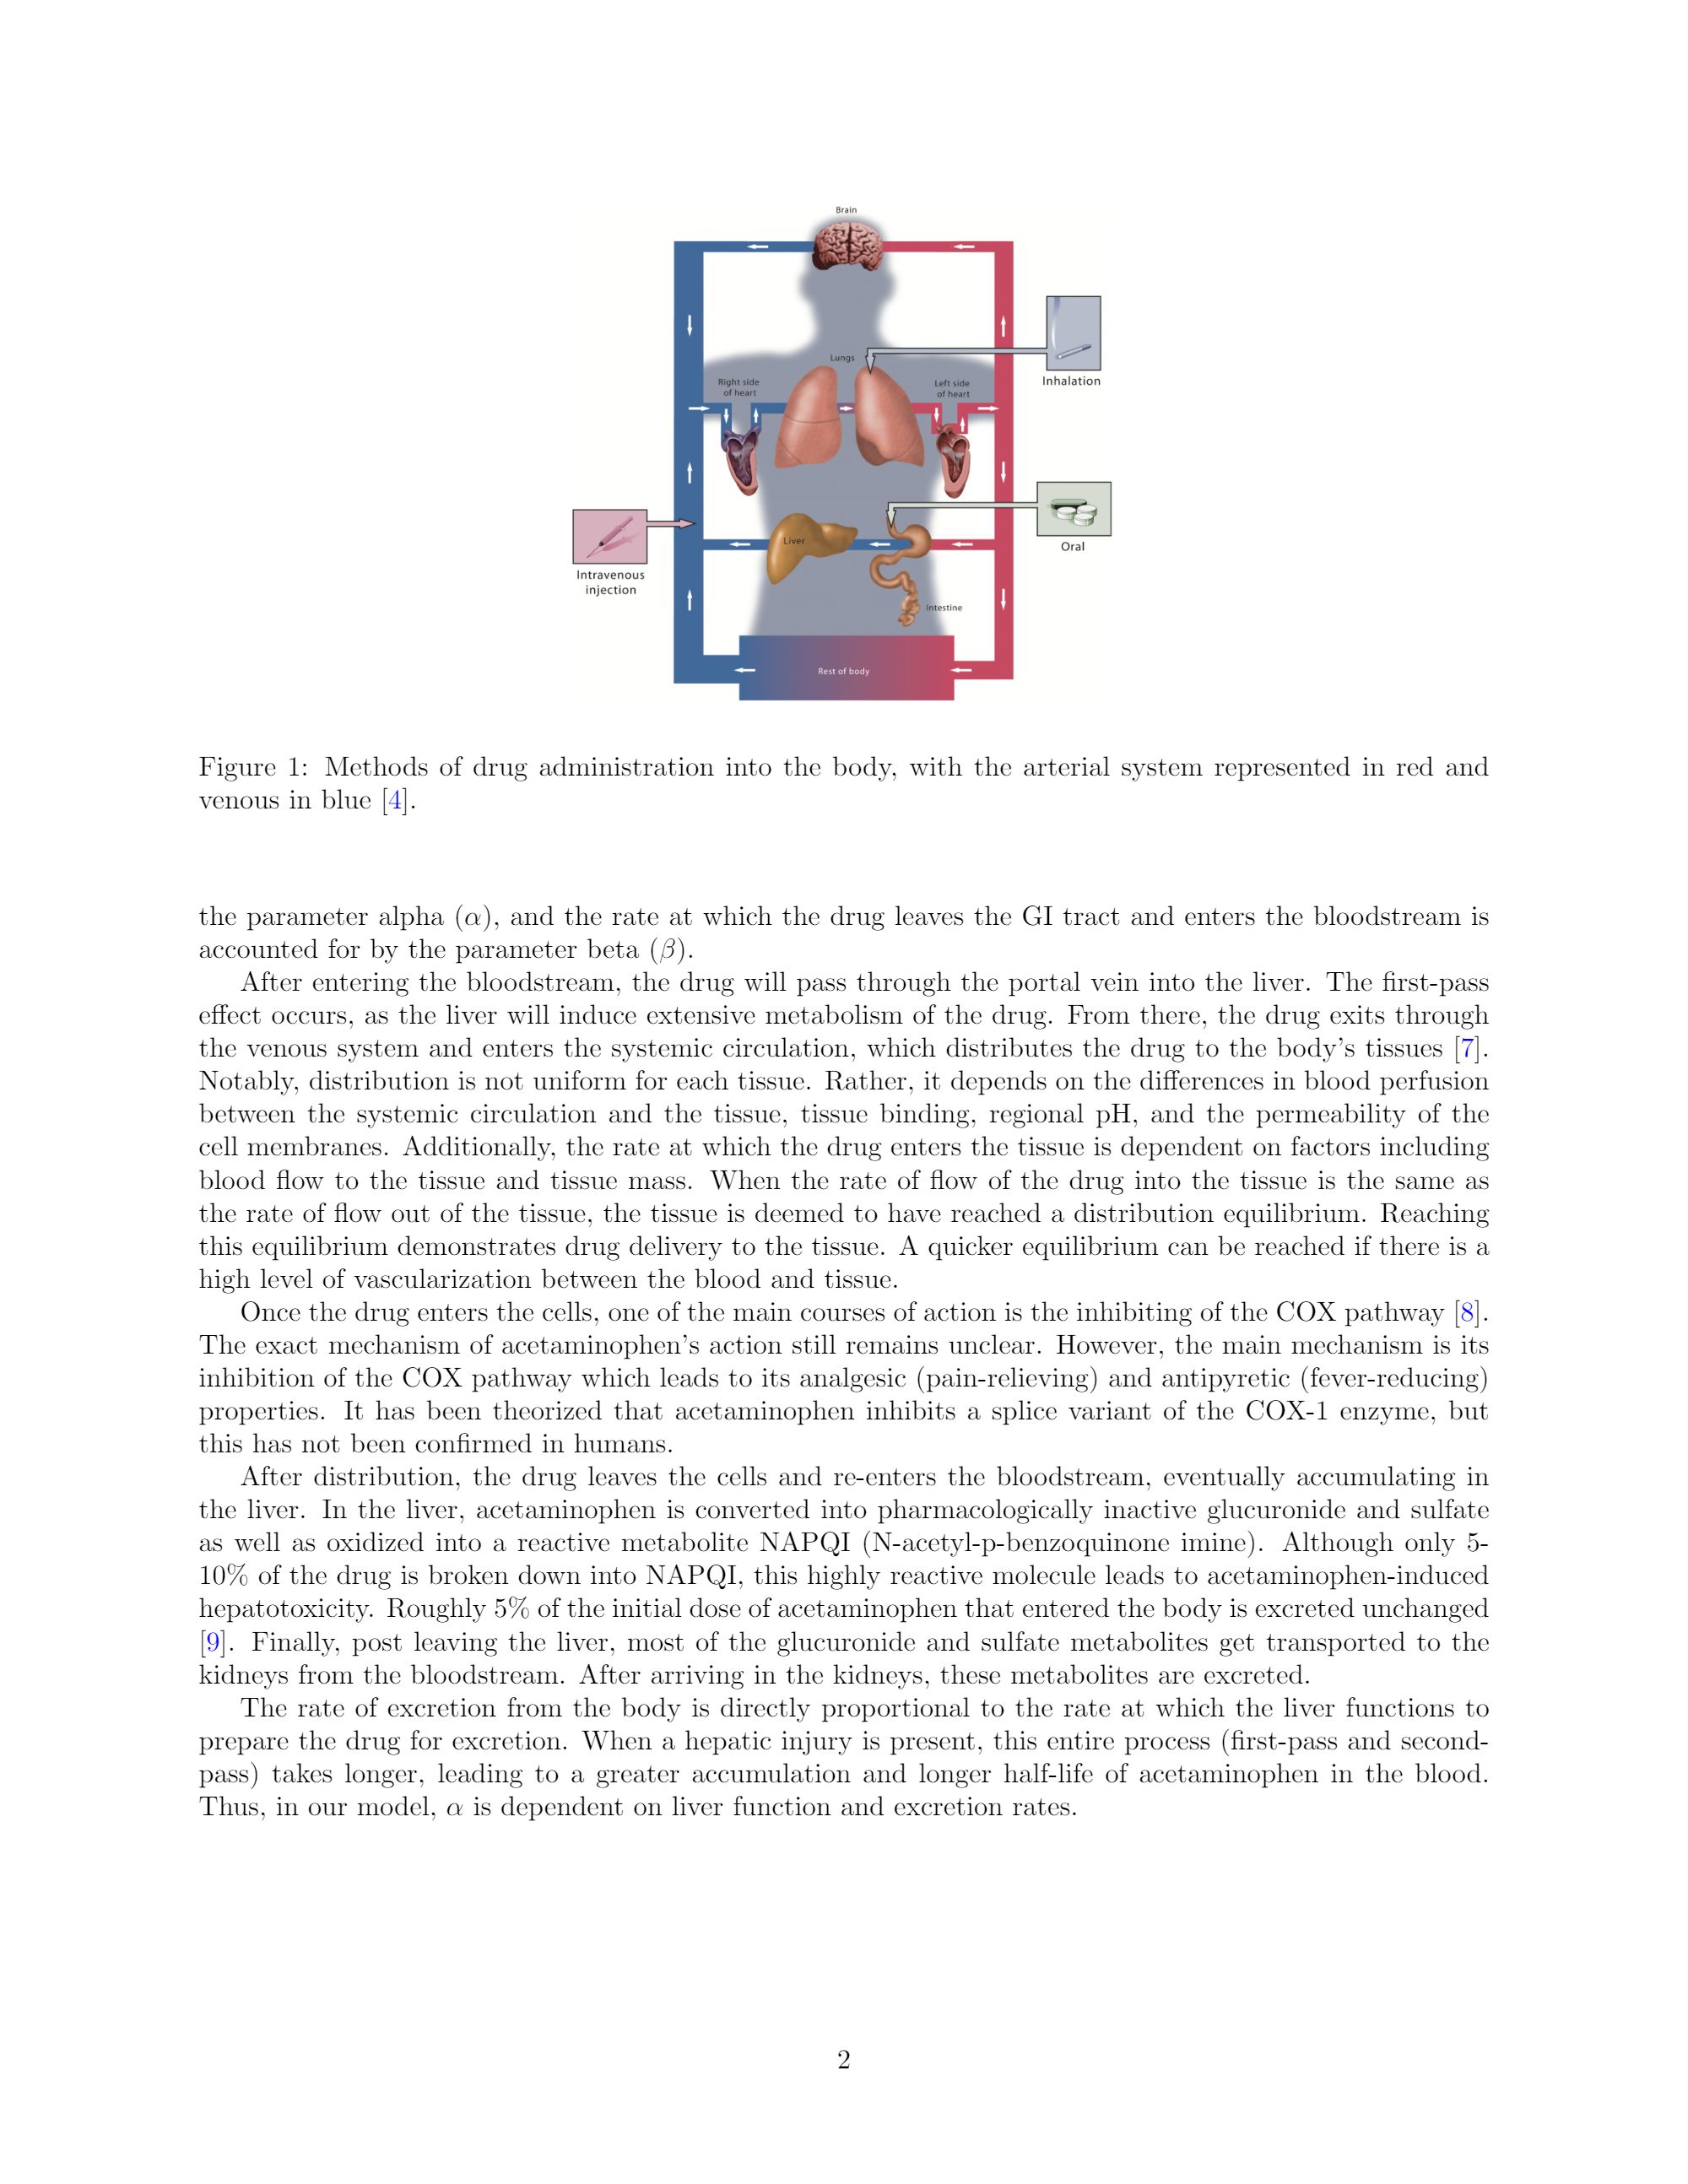 Brain
Lungs
Right side
of heart
Left side
of heart
Inhalation
Liver
Oral
Intravenous
injection
Intestine
Rest of body
Figure 1: Methods of drug administration into the body, with the arterial system represented in red and
venous in blue [4].
the parameter alpha (α), and the rate at which the drug leaves the GI tract and enters the bloodstream is
accounted for by the parameter beta (β).
After entering the bloodstream, the drug will pass through the portal vein into the liver. The first-pass
effect occurs, as the liver will induce extensive metabolism of the drug. From there, the drug exits through
the venous system and enters the systemic circulation, which distributes the drug to the body's tissues [7].
Notably, distribution is not uniform for each tissue. Rather, it depends on the differences in blood perfusion
between the systemic circulation and the tissue, tissue binding, regional pH, and the permeability of the
cell membranes. Additionally, the rate at which the drug enters the tissue is dependent on factors including
blood flow to the tissue and tissue mass. When the rate of flow of the drug into the tissue is the same as
the rate of flow out of the tissue, the tissue is deemed to have reached a distribution equilibrium. Reaching
this equilibrium demonstrates drug delivery to the tissue. A quicker equilibrium can be reached if there is a
high level of vascularization between the blood and tissue.
Once the drug enters the cells, one of the main courses of action is the inhibiting of the COX pathway [8].
The exact mechanism of acetaminophen's action still remains unclear. However, the main mechanism is its
inhibition of the COX pathway which leads to its analgesic (pain-relieving) and antipyretic (fever-reducing)
properties. It has been theorized that acetaminophen inhibits a splice variant of the COX-1 enzyme, but
this has not been confirmed in humans.
After distribution, the drug leaves the cells and re-enters the bloodstream, eventually accumulating in
the liver. In the liver, acetaminophen is converted into pharmacologically inactive glucuronide and sulfate
as well as oxidized into a reactive metabolite NAPQI (N-acetyl-p-benzoquinone imine). Although only 5-
10% of the drug is broken down into NAPQI, this highly reactive molecule leads to acetaminophen-induced
hepatotoxicity. Roughly 5% of the initial dose of acetaminophen that entered the body is excreted unchanged
[9]. Finally, post leaving the liver, most of the glucuronide and sulfate metabolites get transported to the
kidneys from the bloodstream. After arriving in the kidneys, these metabolites are excreted.
The rate of excretion from the body is directly proportional to the rate at which the liver functions to
prepare the drug for excretion. When a hepatic injury is present, this entire process (first-pass and second-
pass) takes longer, leading to a greater accumulation and longer half-life of acetaminophen in the blood.
Thus, in our model, α is dependent on liver function and excretion rates.
2